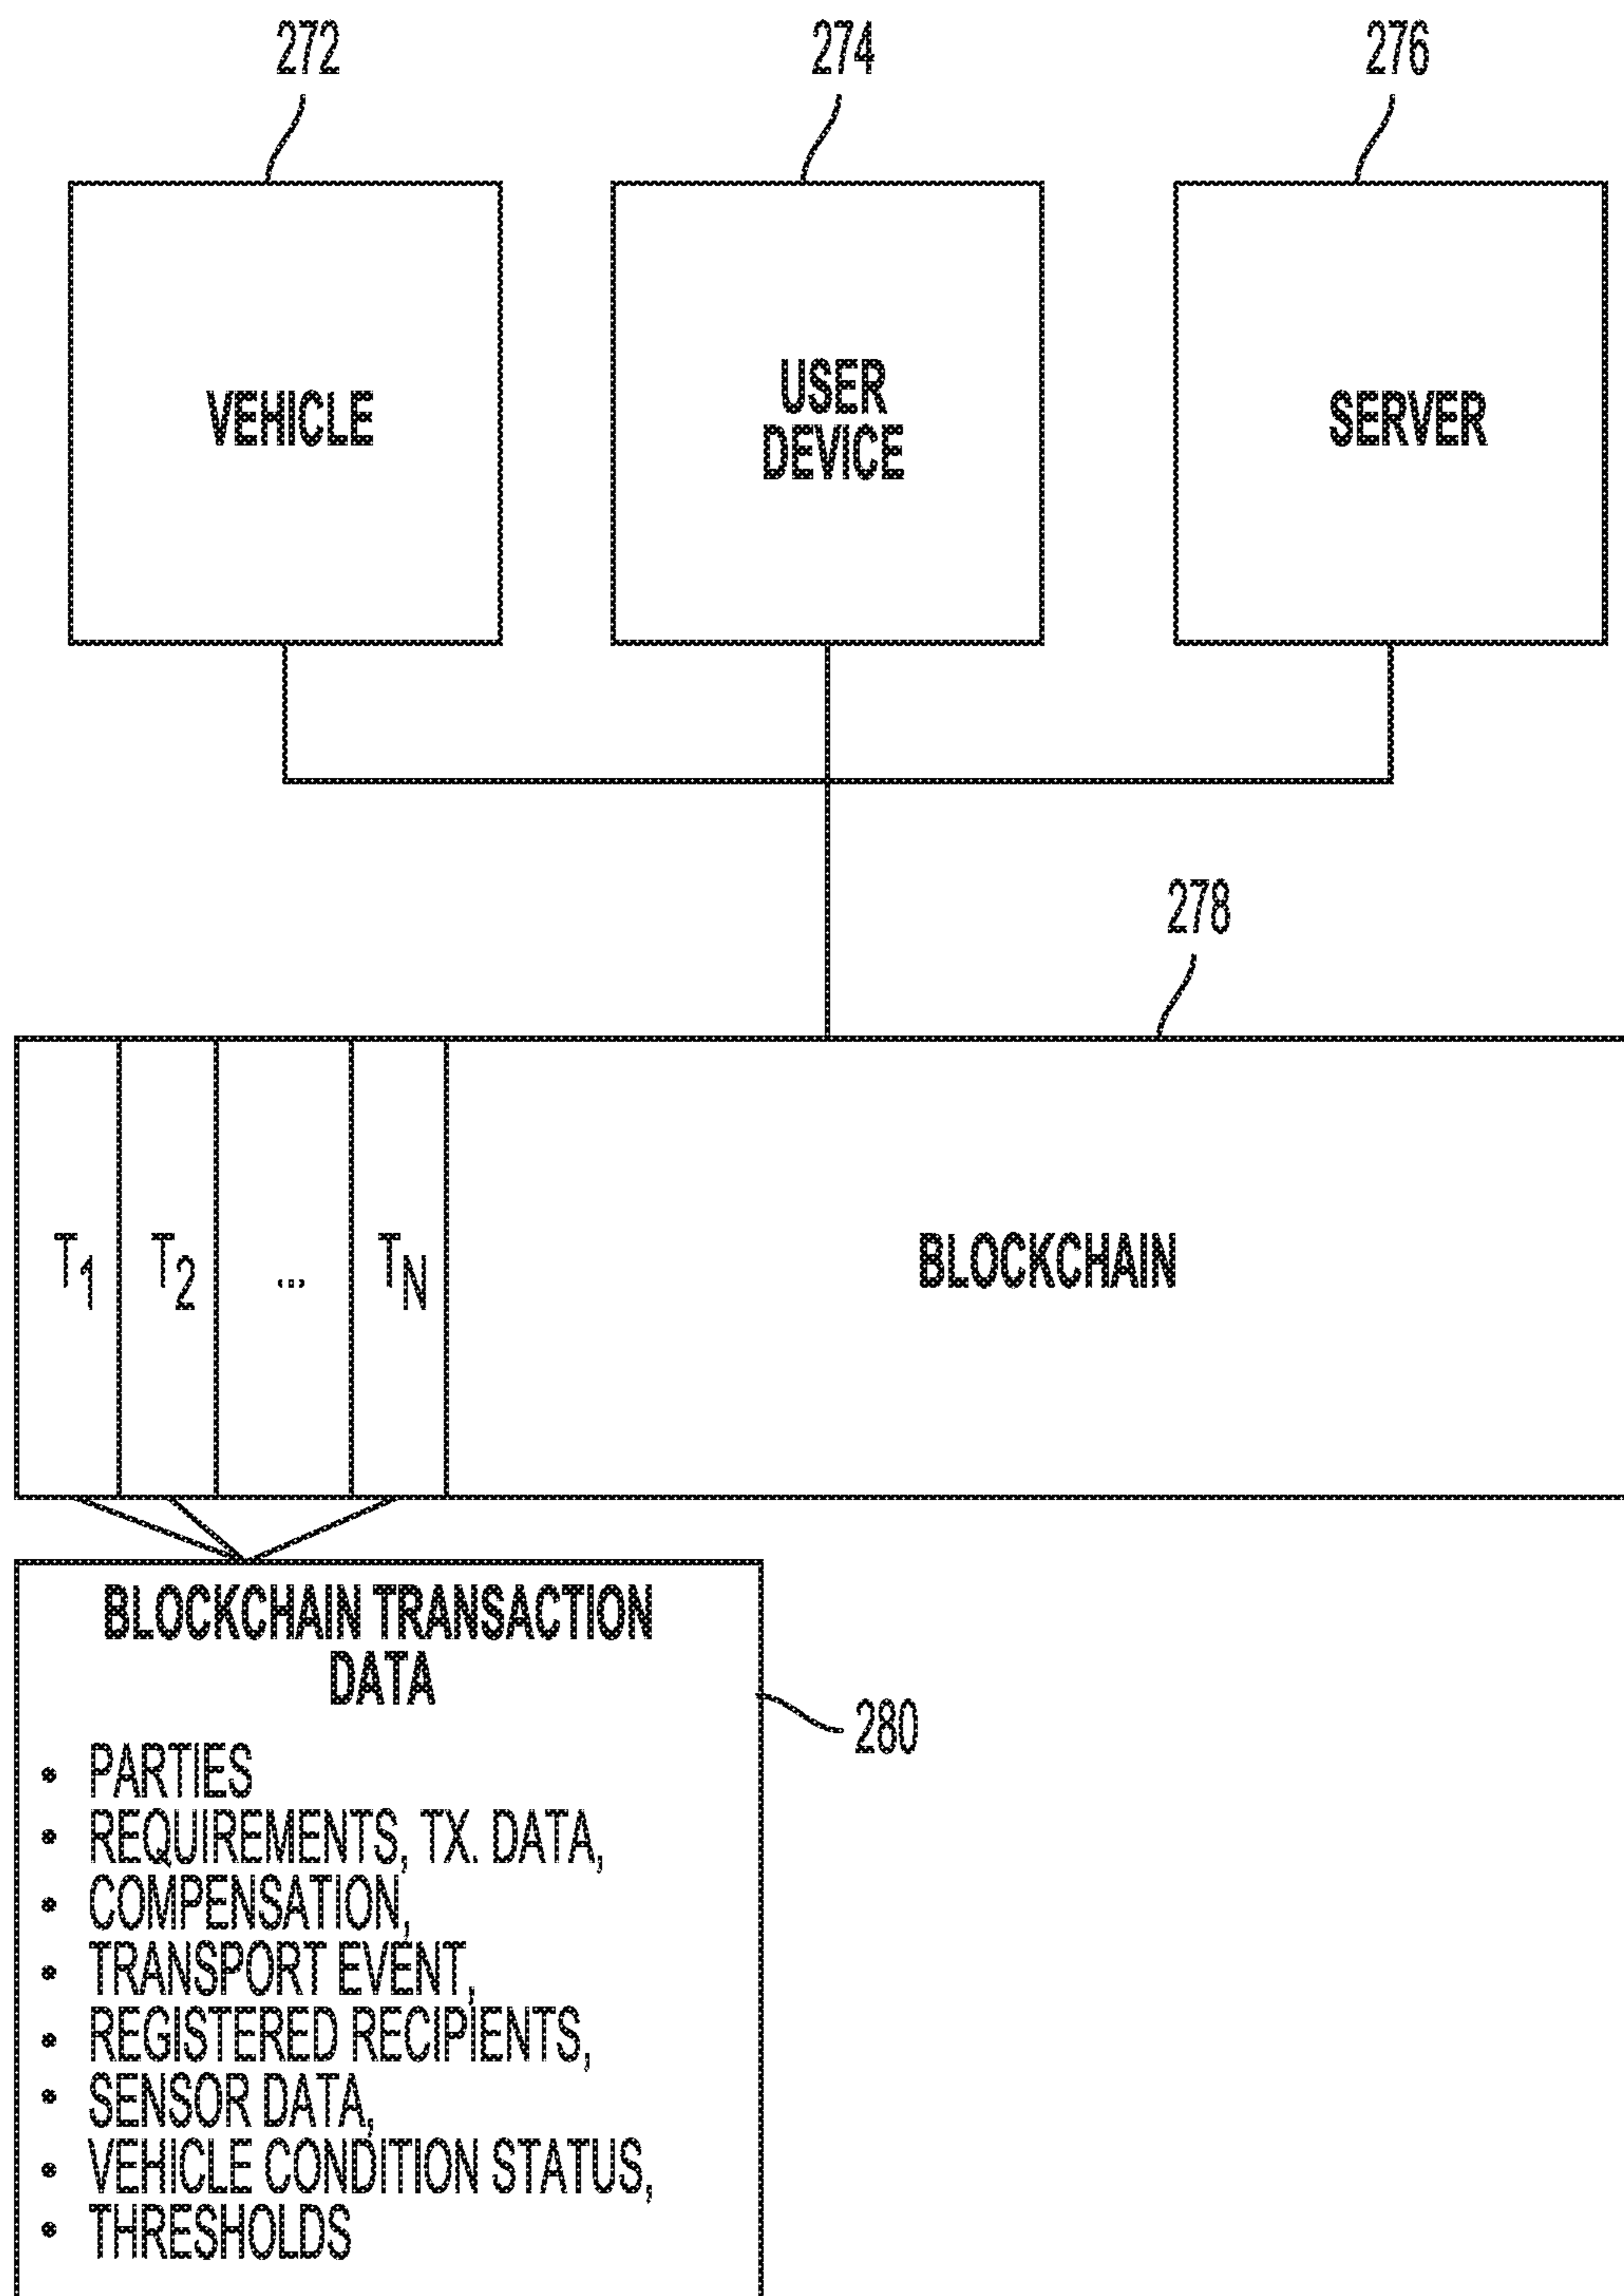 272
274
276
VEHICLE
USER
DEVICE
SERVER
278
T1
T2
...
TN
BLOCKCHAIN
BLOCKCHAIN TRANSACTION
DATA
280
• PARTIES
• REQUIREMENTS, TX. DATA,
• COMPENSATION,
• TRANSPORT EVENT,
• REGISTERED RECIPIENTS,
• SENSOR DATA,
• VEHICLE CONDITION STATUS,
• THRESHOLDS